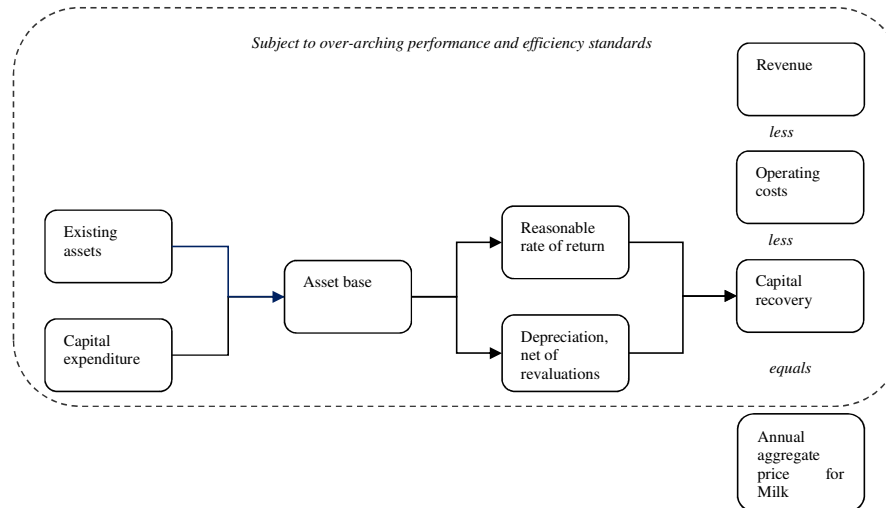 Subject to over-arching performance and efficiency standards
Revenue
less
Operating
costs
less
Existing
assets
Reasonable
rate of return
Asset base
Capital
recovery
Capital
expenditure
Depreciation,
net of
revaluations
equals
Annual
aggregate
price for
Milk